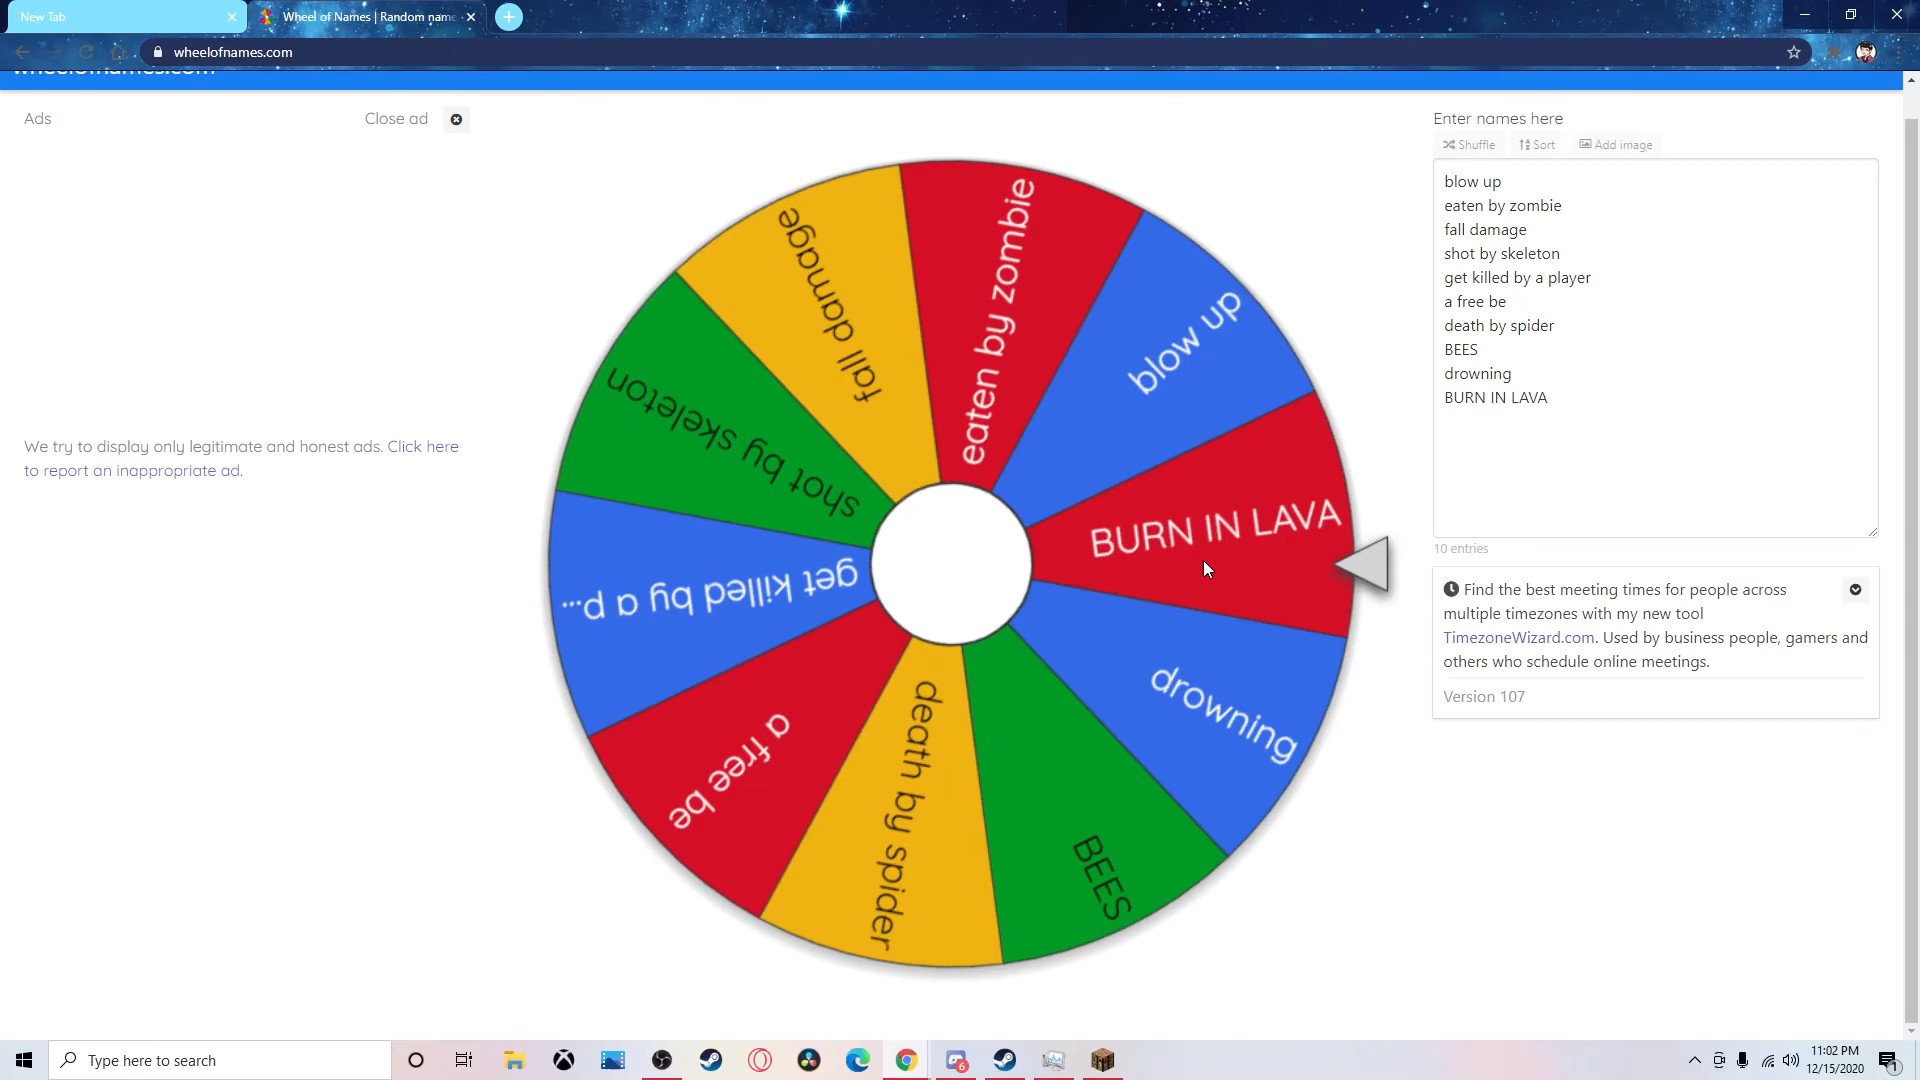 New Tab
Wheel of Names | Random name
wheelofnames.com
wheelofnames.com
Ads
Close ad
We try to display only legitimate and honest ads. Click here
to report an inappropriate ad.
eaten by zombie
blow up
BURN IN LAVA
drowning
BEES
death by spider
a free be
get killed by a p...
shot by skeleton
fall damage
Enter names here
Shuffle
Sort
Add image
blow up
eaten by zombie
fall damage
shot by skeleton
get killed by a player
a free be
death by spider
BEES
drowning
BURN IN LAVA
10 entries
Find the best meeting times for people across
multiple timezones with my new tool
TimezoneWizard.com. Used by business people, gamers and
others who schedule online meetings.
Version 107
Type here to search
6
11:02 PM
12/15/2020
1